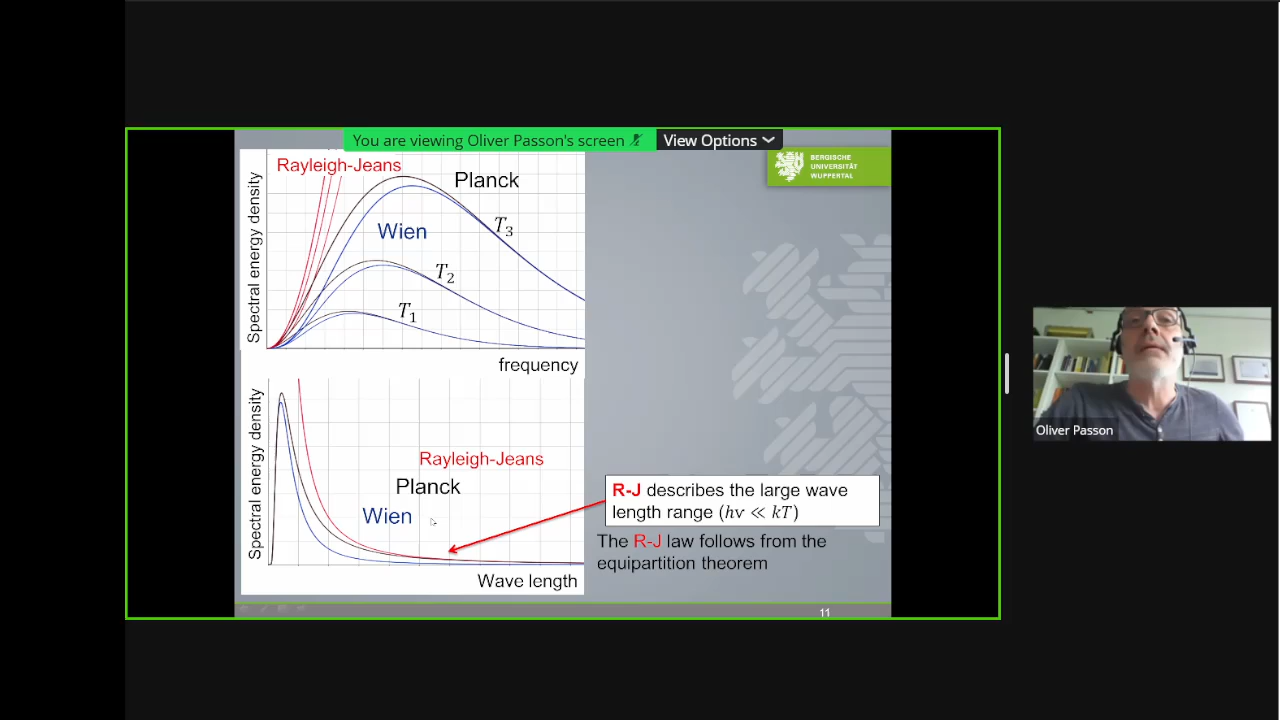 You are viewing Oliver Passon's screen
View Options
BERGISCHE
UNIVERSITÄT
WUPPERTAL
Rayleigh-Jeans
Planck
Wien
T₃
T₂
T₁
Spectral energy density
frequency
Spectral energy density
Rayleigh-Jeans
Planck
Wien
Wave length
R-J describes the large wave
length range (hν ≪ kT)
The R-J law follows from the
equipartition theorem
11
Oliver Passon